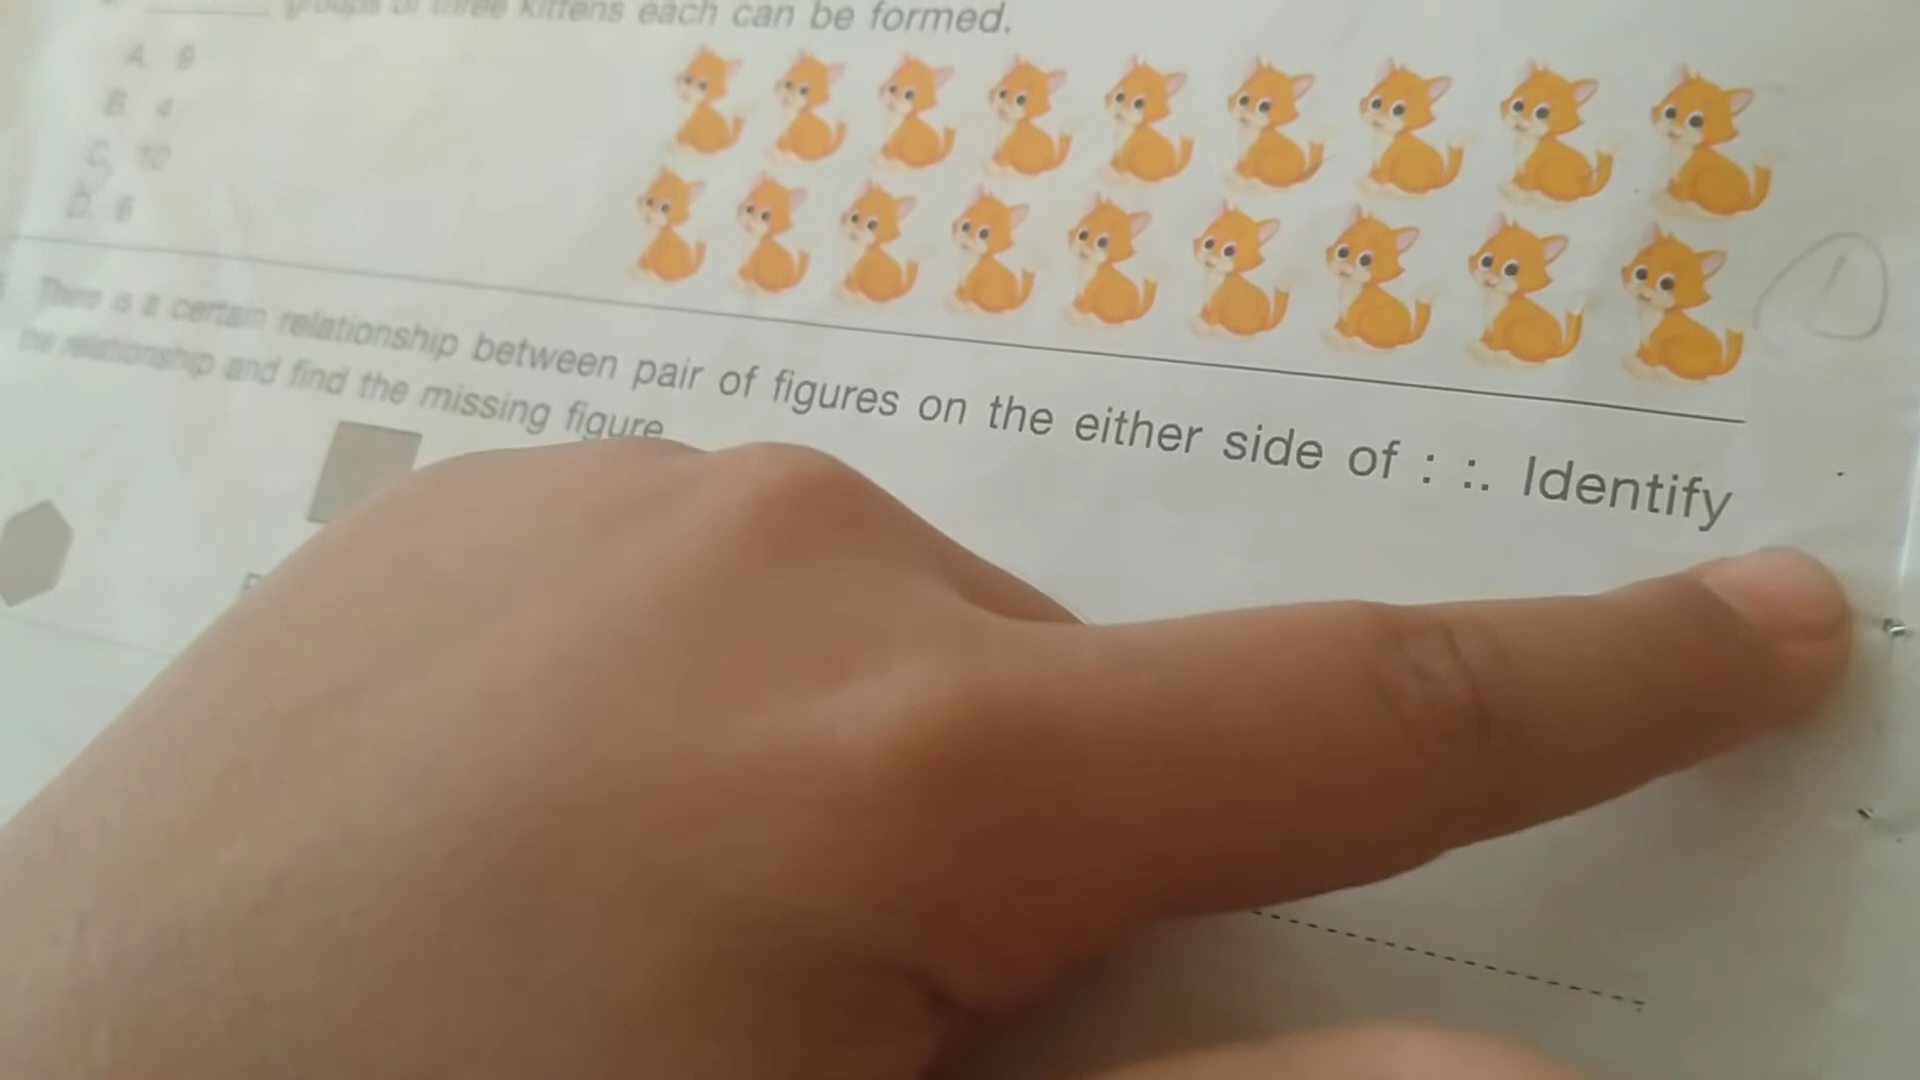 groups of three kittens each can be formed.
A. 9
B. 4
C. 10
D. 6
There is a certain relationship between pair of figures on the either side of : :. Identify
the relationship and find the missing figure
1